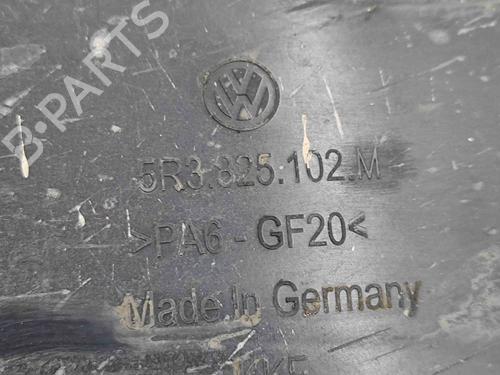 B-PARTS
5R3.825.102.M
>PA6-GF20<
Made In Germany